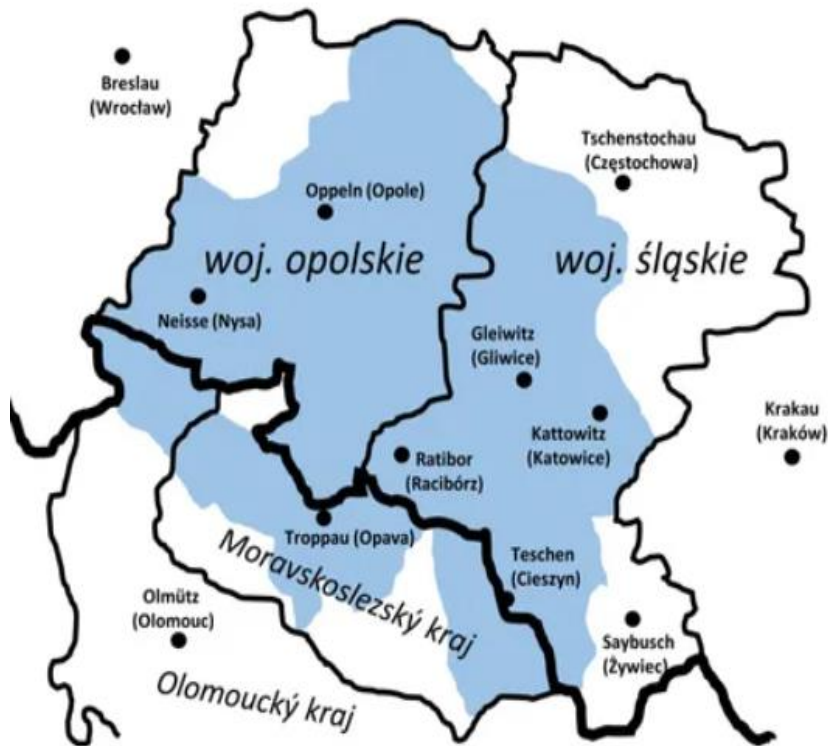 Breslau
(Wrocław)
Tschenstochau
(Częstochowa)
Oppeln (Opole)
woj. opolskie
woj. śląskie
Neisse (Nysa)
Gleiwitz
(Gliwice)
Kattowitz
(Katowice)
Krakau
(Kraków)
Ratibor
(Racibórz)
Troppau (Opava)
Moravskoslezský kraj
Teschen
(Cieszyn)
Olmütz
(Olomouc)
Saybusch
(Żywiec)
Olomoucký kraj